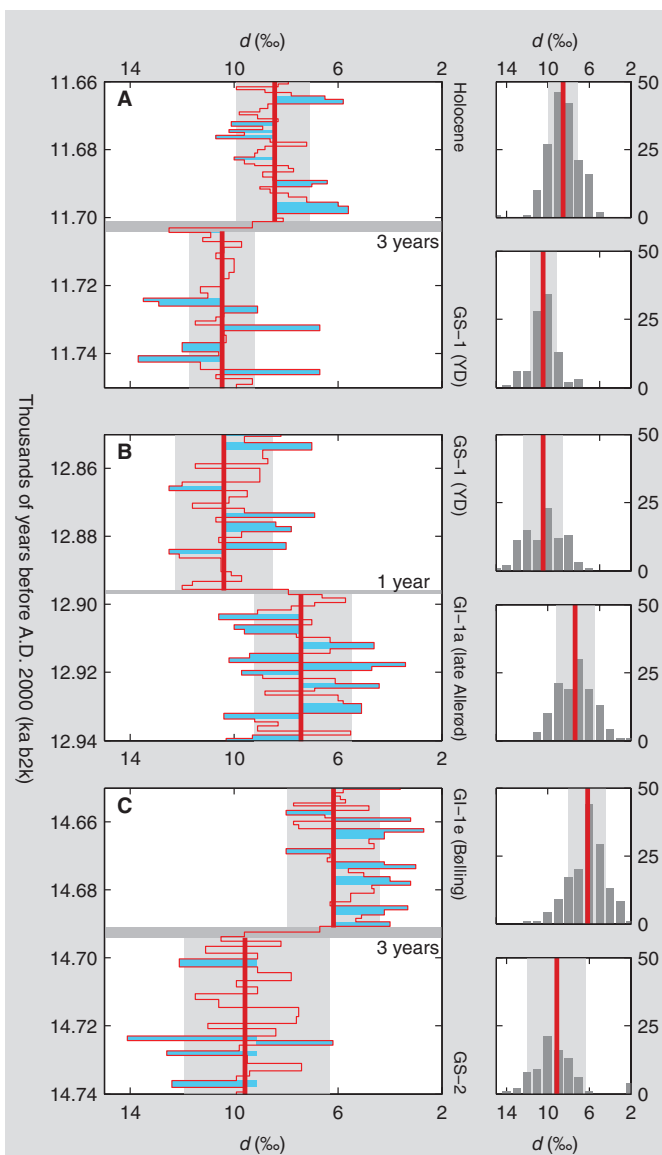 d (‰)
14 10 6 2
A
11.66
11.68
11.70
11.72
11.74
3 years
Holocene
GS-1 (YD)
Thousands of years before A.D. 2000 (ka b2k)
B
12.86
12.88
12.90
12.92
12.94
1 year
GS-1 (YD)
GI-1a (late Allerød)
14 10 6 2
C
14.66
14.68
14.70
14.72
14.74
3 years
GI-1e (Bølling)
GS-2
14 10 6 2
d (‰)
d (‰)
14 10 6 2
50
25
0
50
25
0
50
25
0
50
25
0
50
25
0
50
25
0
14 10 6 2
d (‰)